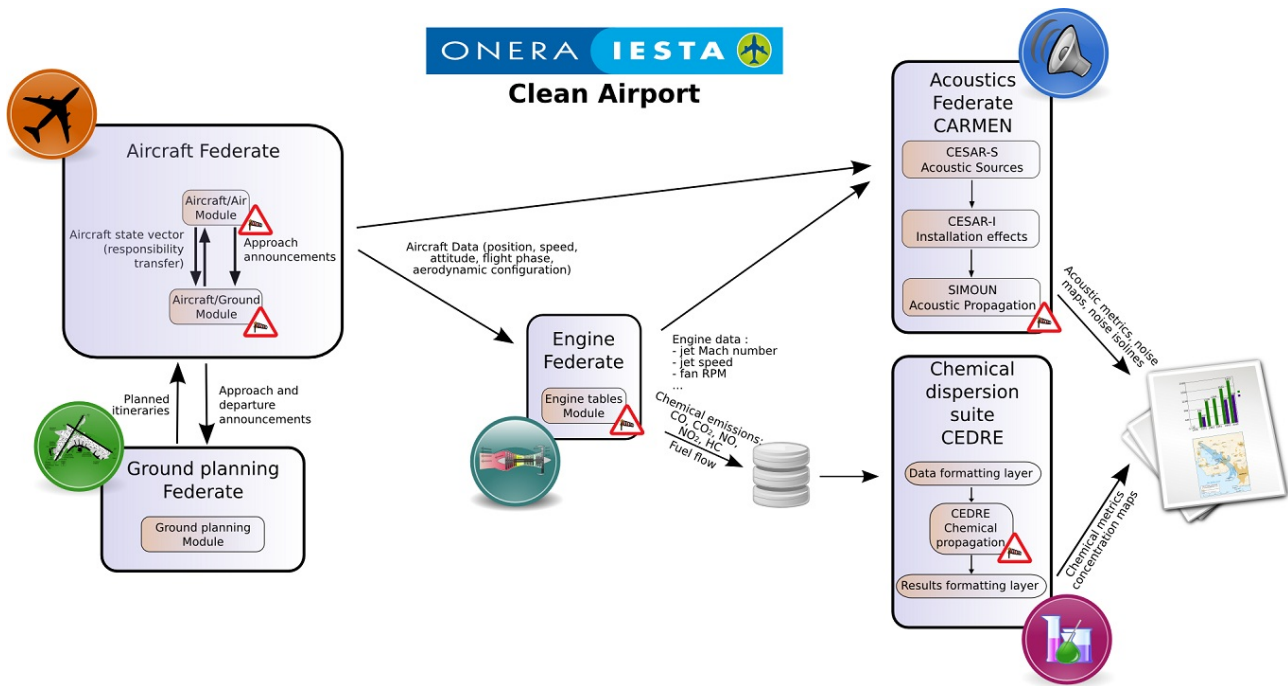 ONERA IESTA
Clean Airport
Aircraft Federate
Aircraft/Air
Module
Aircraft state vector
(responsibility
transfer)
Approach
announcements
Aircraft/Ground
Module
Planned
itineraries
Approach and
departure
announcements
Ground planning
Federate
Ground planning
Module
Aircraft Data (position, speed,
attitude, flight phase,
aerodynamic configuration)
Engine
Federate
Engine tables
Module
Engine data :
- jet Mach number
- jet speed
- fan RPM
...
Chemical emissions:
CO, CO₂, NO,
NO₂, HC
Fuel flow
Acoustics
Federate
CARMEN
CESAR-S
Acoustic Sources
CESAR-I
Installation effects
SIMOUN
Acoustic Propagation
Chemical
dispersion
suite
CEDRE
Data formatting layer
CEDRE
Chemical
propagation
Results formatting layer
Acoustic metrics, noise
maps, noise isolines
Chemical metrics
concentration maps